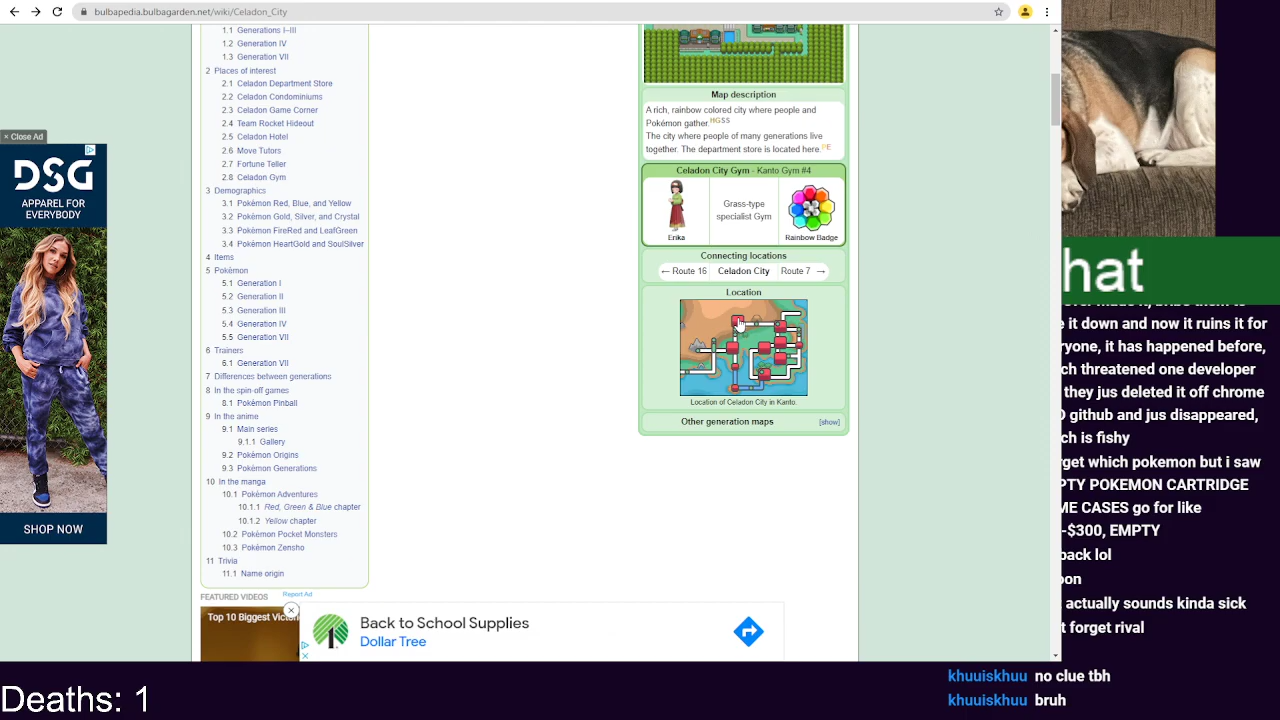 bulbapedia.bulbagarden.net/wiki/Celadon_City
1.1 Generations I–III
1.2 Generation IV
1.3 Generation VII
2 Places of interest
2.1 Celadon Department Store
2.2 Celadon Condominiums
2.3 Celadon Game Corner
2.4 Team Rocket Hideout
2.5 Celadon Hotel
2.6 Move Tutors
2.7 Fortune Teller
2.8 Celadon Gym
3 Demographics
3.1 Pokémon Red, Blue, and Yellow
3.2 Pokémon Gold, Silver, and Crystal
3.3 Pokémon FireRed and LeafGreen
3.4 Pokémon HeartGold and SoulSilver
4 Items
5 Pokémon
5.1 Generation I
5.2 Generation II
5.3 Generation III
5.4 Generation IV
5.5 Generation VII
6 Trainers
6.1 Generation VII
7 Differences between generations
8 In the spin-off games
8.1 Pokémon Pinball
9 In the anime
9.1 Main series
9.1.1 Gallery
9.2 Pokémon Origins
9.3 Pokémon Generations
10 In the manga
10.1 Pokémon Adventures
10.1.1 Red, Green & Blue chapter
10.1.2 Yellow chapter
10.2 Pokémon Pocket Monsters
10.3 Pokémon Zensho
11 Trivia
11.1 Name origin
FEATURED VIDEOS
Report Ad
Back to School Supplies
Dollar Tree
× Close Ad
DSG
APPAREL FOR
EVERYBODY
SHOP NOW
Map description
A rich, rainbow colored city where people and
Pokémon gather.HGSS
The city where people of many generations live
together. The department store is located here.PE
Celadon City Gym - Kanto Gym #4
Grass-type
specialist Gym
Erika
Rainbow Badge
Connecting locations
← Route 16 Celadon City Route 7 →
Location
Location of Celadon City in Kanto.
Other generation maps [show]
hat
e it down and now it ruins it for
yone, it has happened before,
tch threatened one developer
d they jus deleted it off chrome
D github also disappeared,
ich is fishy
rget which pokemon but i saw
PTY POKEMON CARTRIDGE
ME CASES go for like
-$300, EMPTY
back lol
oon
actually sounds kinda sick
t forget rival
khuuiskhuu no clue tbh
khuuiskhuu bruh
Deaths: 1